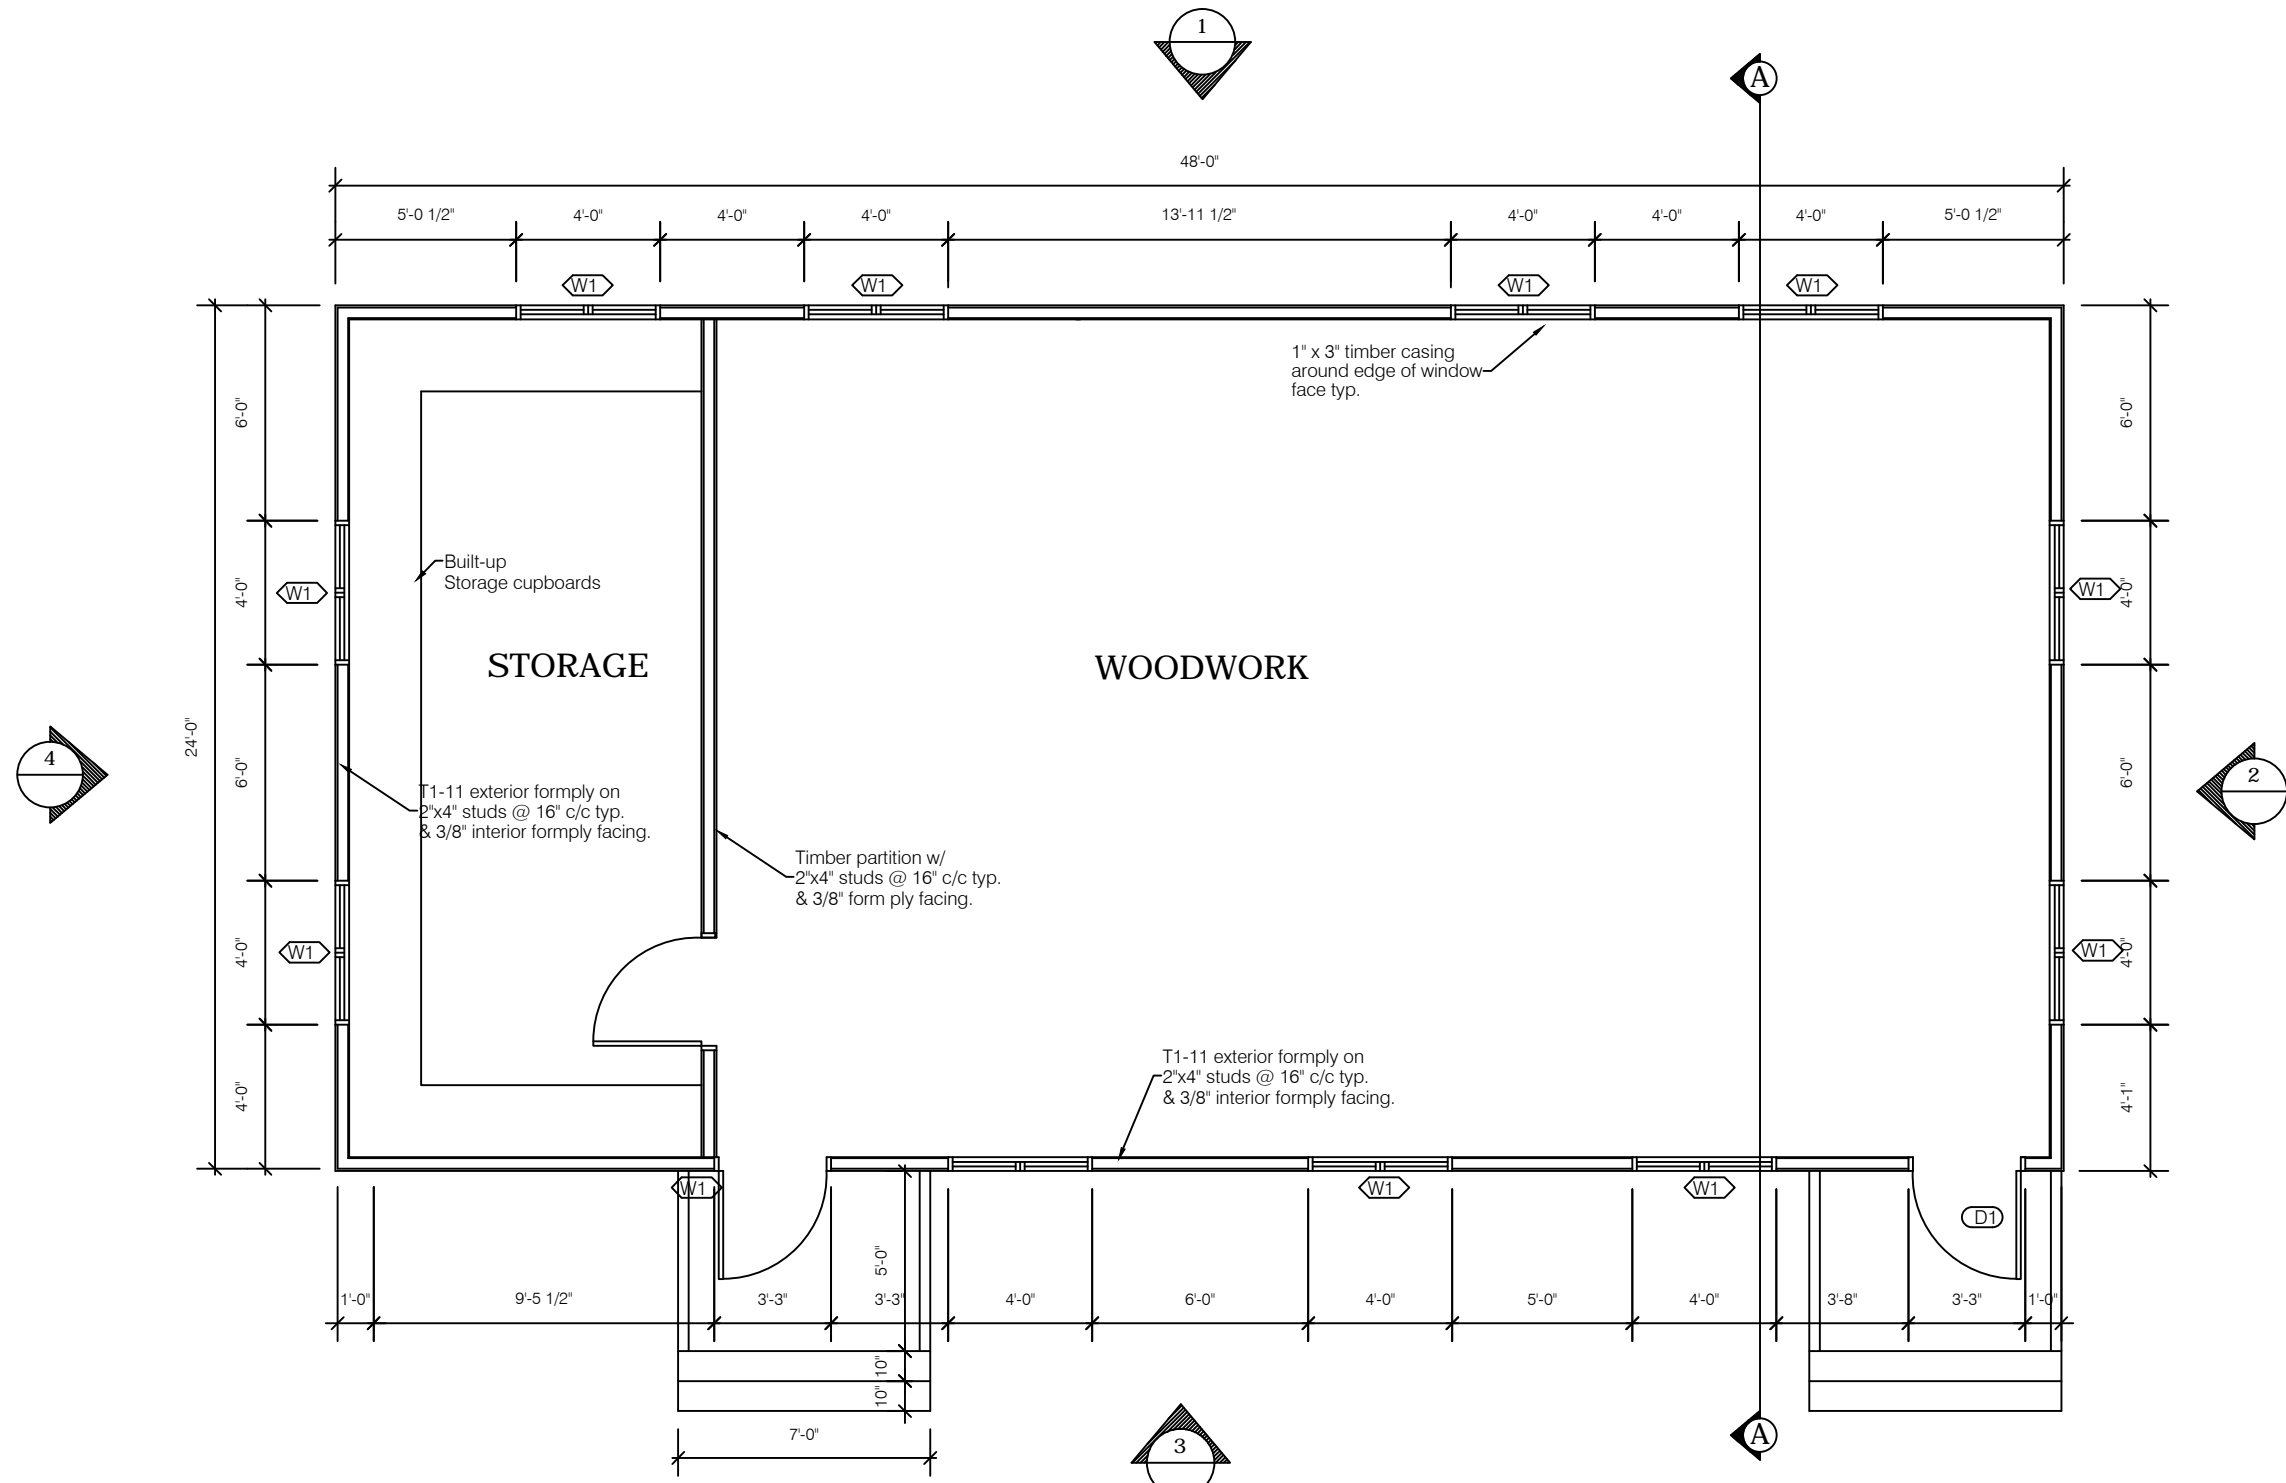 1
A
48'-0"
5'-0 1/2"
4'-0"
4'-0"
4'-0"
13'-11 1/2"
4'-0"
4'-0"
4'-0"
5'-0 1/2"
W1
W1
W1
W1
1" x 3" timber casing
around edge of window
face typ.
6'-0"
6'-0"
Built-up
Storage cupboards
4'-0"
W1
W1
4'-0"
STORAGE
WOODWORK
24'-0"
4
6'-0"
6'-0"
2
T1-11 exterior formply on
2"x4" studs @ 16" c/c typ.
& 3/8" interior formply facing.
Timber partition w/
2"x4" studs @ 16" c/c typ.
& 3/8" form ply facing.
4'-0"
W1
W1
4'-0"
T1-11 exterior formply on
2"x4" studs @ 16" c/c typ.
& 3/8" interior formply facing.
4'-0"
4'-1"
W1
W1
W1
D1
5'-0"
1'-0"
9'-5 1/2"
3'-3"
3'-3"
4'-0"
6'-0"
4'-0"
5'-0"
4'-0"
3'-8"
3'-3"
1'-0"
10"
10"
7'-0"
3
A